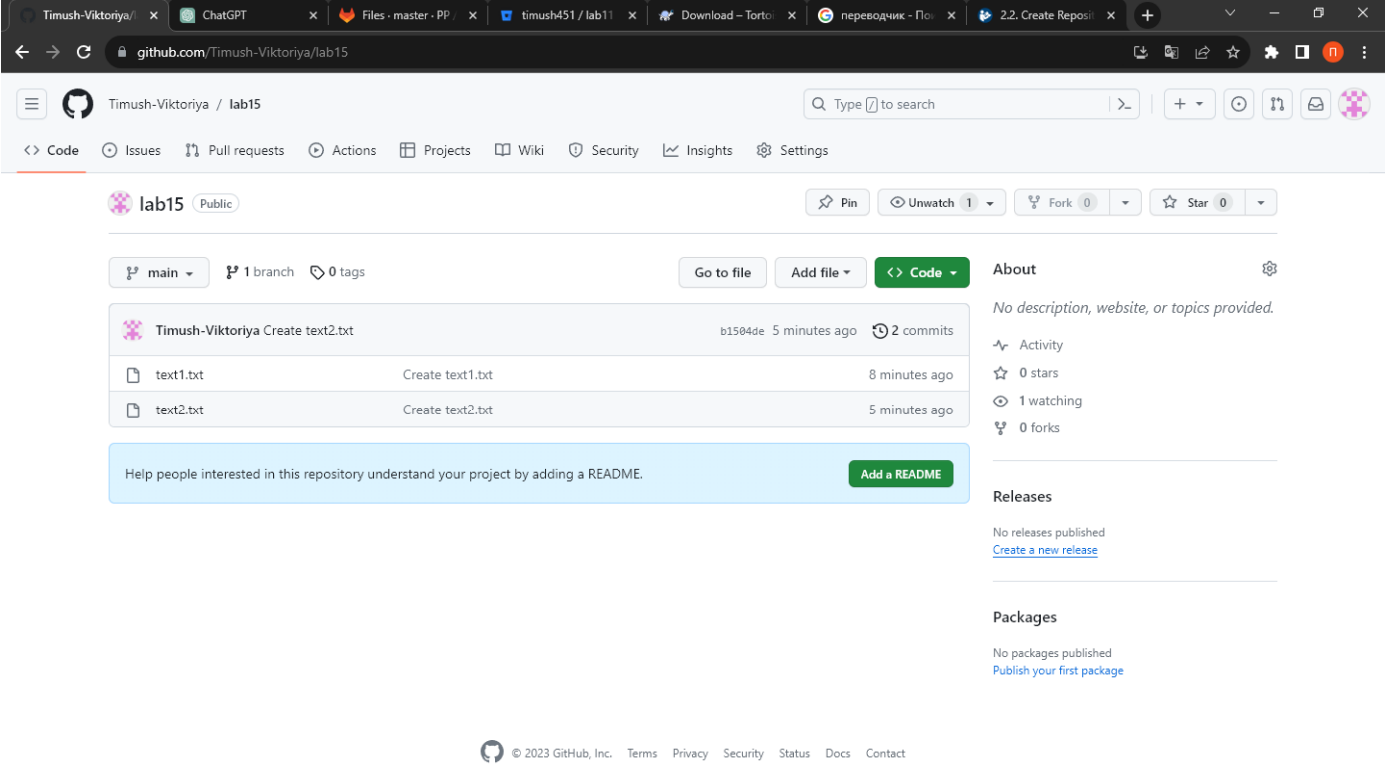 Timush-Viktoriya/l ChatGPT Files · master · PP / timush451 / lab11 Download – Tortoi переводчик - Пои 2.2. Create Reposit
github.com/Timush-Viktoriya/lab15 П
Timush-Viktoriya / lab15 Type / to search
Code Issues Pull requests Actions Projects Wiki Security Insights Settings
lab15 Public Pin Unwatch 1 Fork 0 Star 0
main 1 branch 0 tags Go to file Add file Code
Timush-Viktoriya Create text2.txt b1504de 5 minutes ago 2 commits
text1.txt Create text1.txt 8 minutes ago
text2.txt Create text2.txt 5 minutes ago
Help people interested in this repository understand your project by adding a README. Add a README
About
No description, website, or topics provided.
Activity
0 stars
1 watching
0 forks
Releases
No releases published
Create a new release
Packages
No packages published
Publish your first package
© 2023 GitHub, Inc. Terms Privacy Security Status Docs Contact